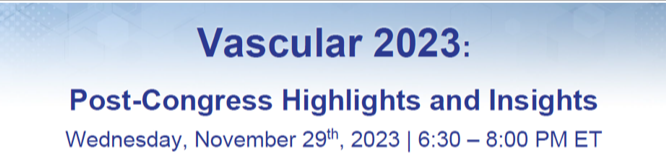 Vascular 2023:
Post-Congress Highlights and Insights
Wednesday, November 29th, 2023 | 6:30 – 8:00 PM ET